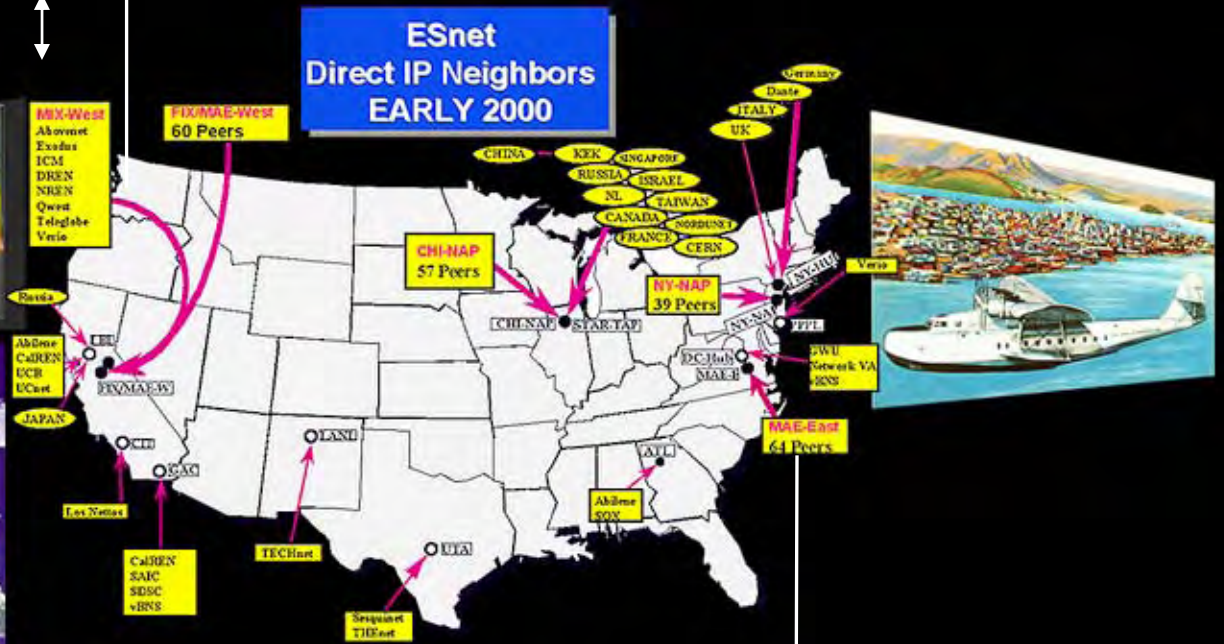 ESnet
Direct IP Neighbors
EARLY 2000
MIX-West
Abovenet
Exodus
ICM
DREN
NREN
Qwest
Teleglobe
Verio
FIX/MAE-West
60 Peers
Germany
Dante
ITALY
UK
CHINA
KEK
SINGAPORE
RUSSIA
ISRAEL
NL
TAIWAN
CANADA
NORDUNET
FRANCE
CERN
CHI-NAP
57 Peers
NY-NAP
39 Peers
Verio
NY-HU
CHI-NAP
STAR-TAP
NY-NA
PPPL
Russia
LBL
Abilene
CalREN
UCB
UCnet
FIX/MAE-W
JAPAN
DC-Hub
MAE-E
GWU
Network VA
vBNS
MAE-East
64 Peers
CIT
GAC
LANL
ATL
Los Nettos
Abilene
SOX
CalREN
SAIC
SDSC
vBNS
TECHnet
UTA
Sesquinet
THEnet